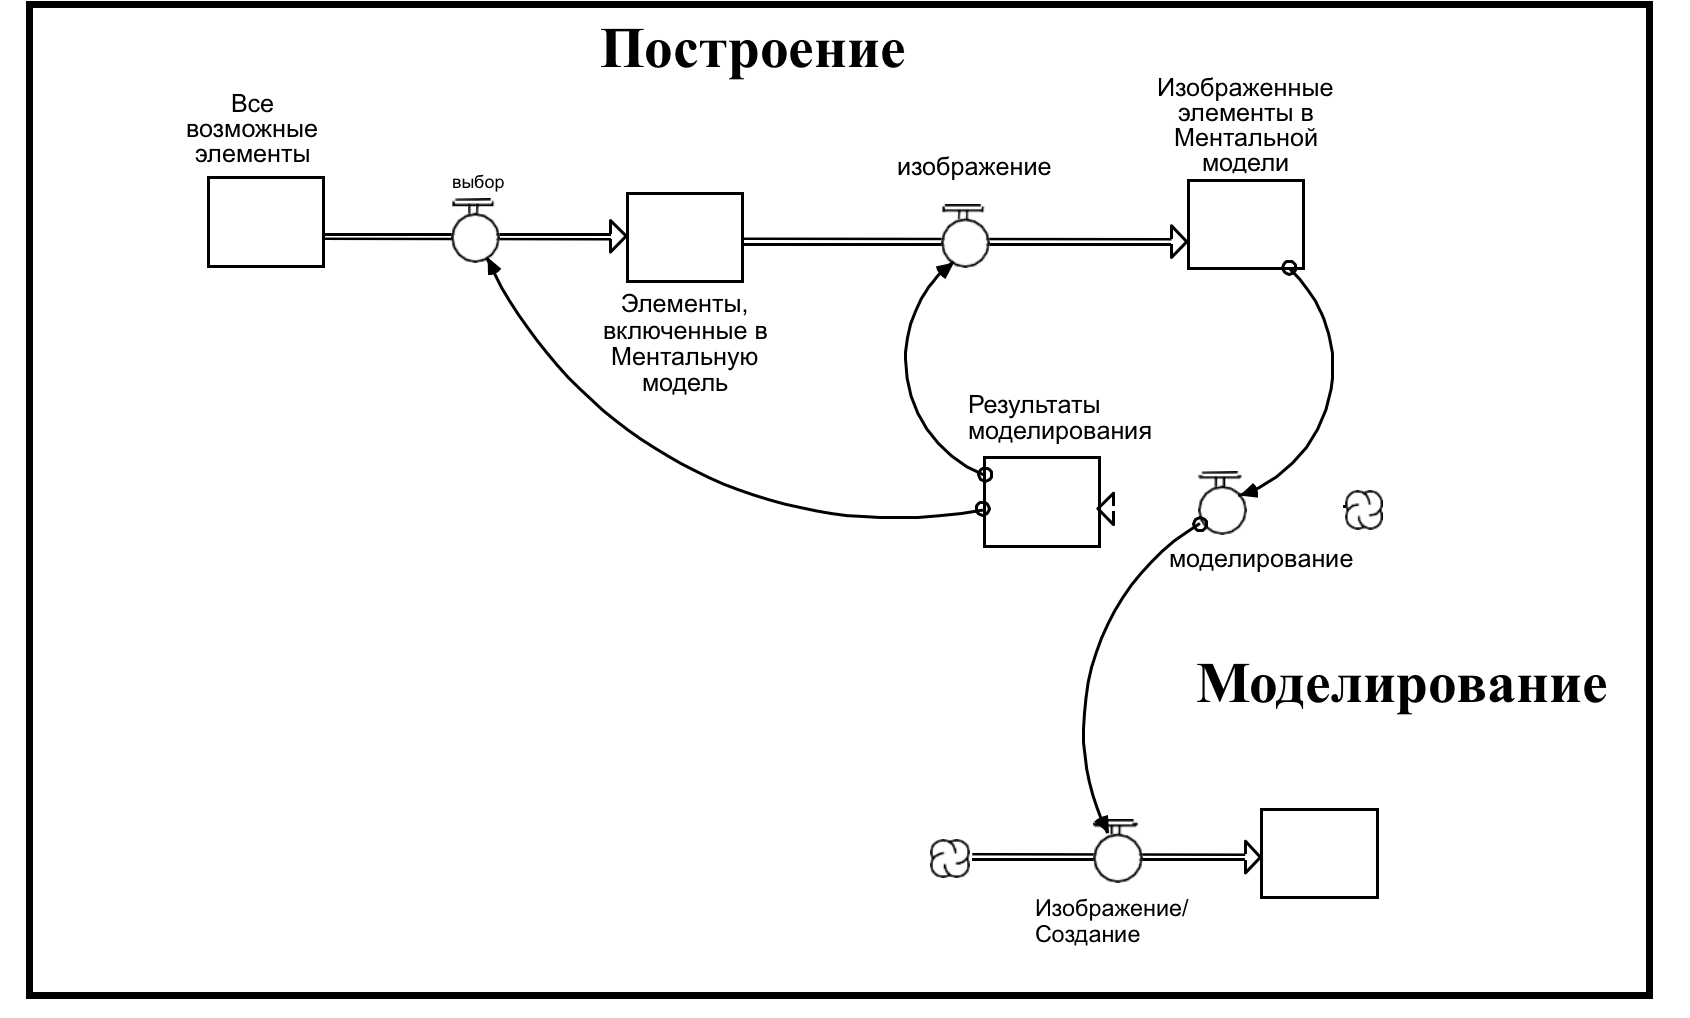 Построение
Все
возможные
элементы
выбор
Элементы,
включенные в
Ментальную
модель
изображение
Изображенные
элементы в
Ментальной
модели
Результаты
моделирования
моделирование
Моделирование
Изображение/
Создание